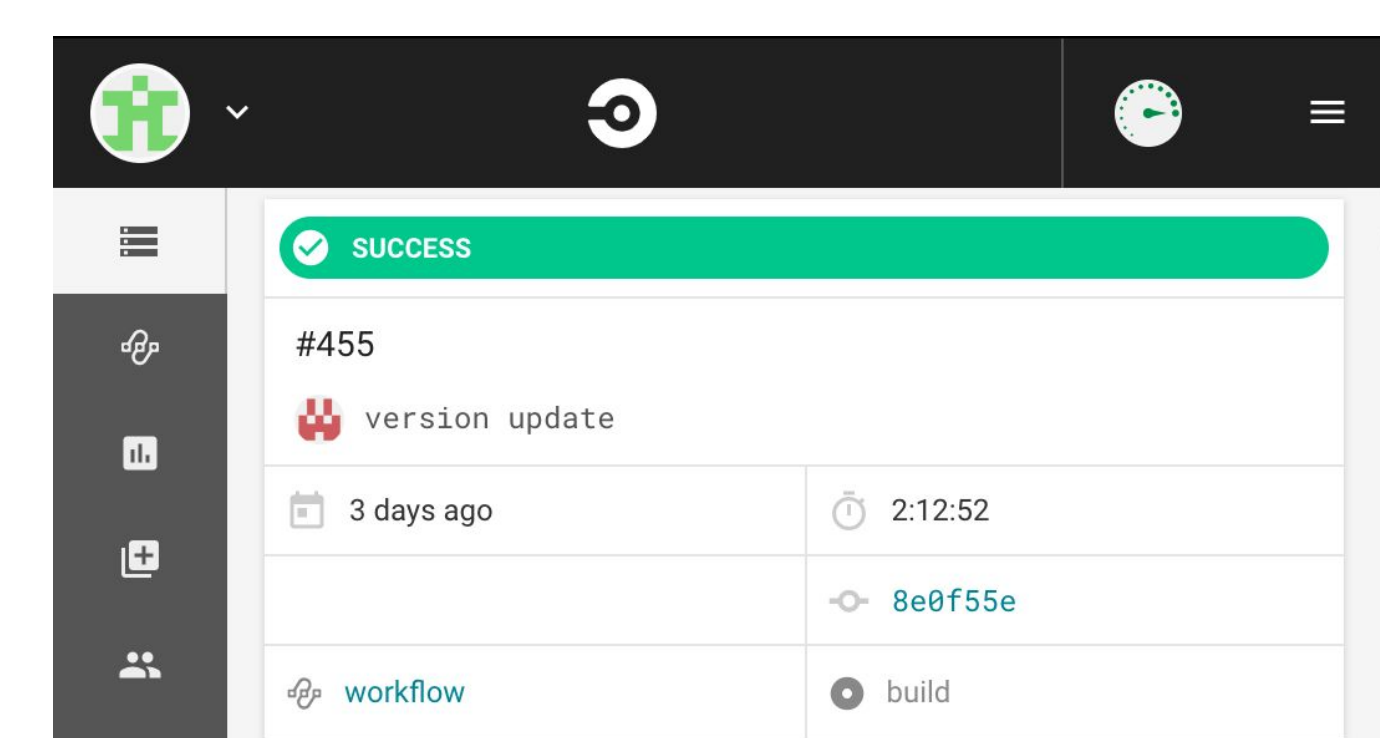 SUCCESS
#455
version update
3 days ago
2:12:52
8e0f55e
workflow
build